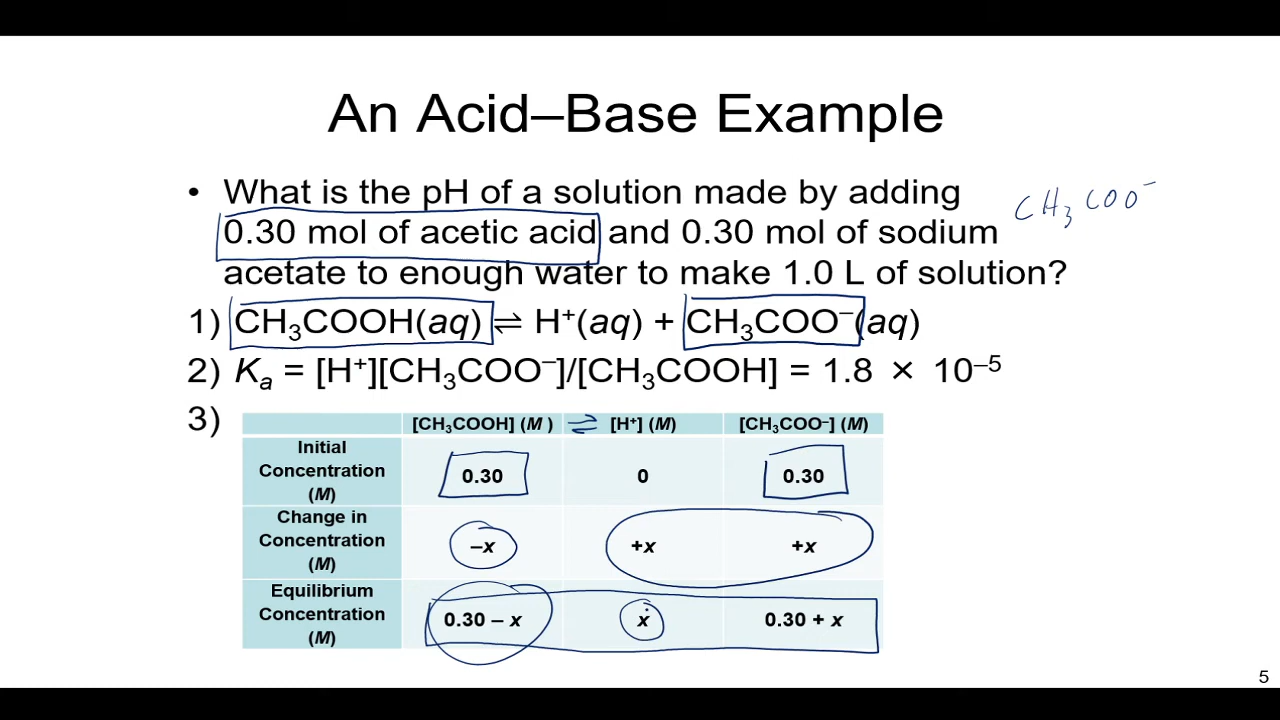 An Acid–Base Example
• What is the pH of a solution made by adding
CH₃COO⁻
0.30 mol of acetic acid and 0.30 mol of sodium
acetate to enough water to make 1.0 L of solution?
1) CH₃COOH(aq) ⇌ H⁺(aq) + CH₃COO⁻(aq)
2) Kₐ = [H⁺][CH₃COO⁻]/[CH₃COOH] = 1.8 × 10⁻⁵
3)
[CH₃COOH] (M ) ⇌ [H⁺] (M) [CH₃COO⁻] (M)
Initial
Concentration
(M)
0.30 0 0.30
Change in
Concentration
(M)
–x +x +x
Equilibrium
Concentration
(M)
0.30 – x x 0.30 + x
5